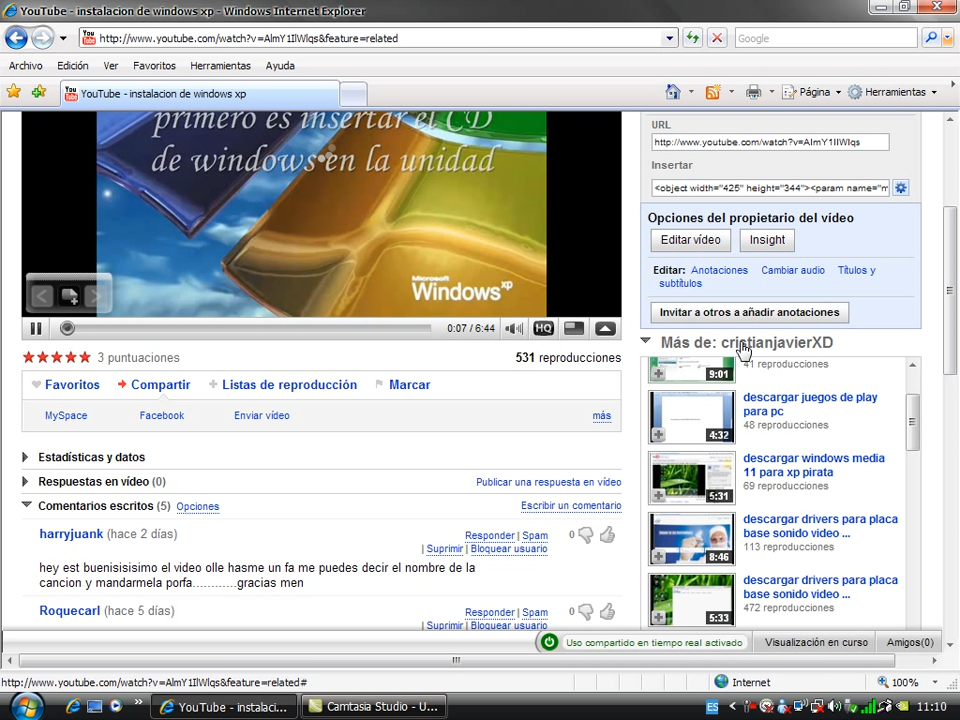 YouTube - instalacion de windows xp - Windows Internet Explorer
http://www.youtube.com/watch?v=AlmY1IlWlqs&feature=related
Google
Archivo Edición Ver Favoritos Herramientas Ayuda
YouTube - instalacion de windows xp
Página Herramientas
primero es insertar el CD
de windows en la unidad
Microsoft
Windows xp
0:07 / 6:44 HQ
3 puntuaciones 531 reproducciones
Favoritos Compartir Listas de reproducción Marcar
MySpace Facebook Enviar vídeo más
Estadísticas y datos
Respuestas en vídeo (0) Publicar una respuesta en vídeo
Comentarios escritos (5) Opciones Escribir un comentario
harryjuank (hace 2 días) Responder | Spam 0
| Suprimir | Bloquear usuario
hey est buenisisisimo el video olle hasme un fa me puedes decir el nombre de la
cancion y mandarmela porfa............gracias men
Roquecarl (hace 5 días) Responder | Spam 0
| Suprimir | Bloquear usuario
URL
http://www.youtube.com/watch?v=AlmY1IlWlqs
Insertar
<object width="425" height="344"><param name="m
Opciones del propietario del vídeo
Editar vídeo Insight
Editar: Anotaciones Cambiar audio Títulos y
subtítulos
Invitar a otros a añadir anotaciones
Más de: cristianjavierXD
9:01 41 reproducciones
descargar juegos de play
para pc
4:32 48 reproducciones
descargar windows media
11 para xp pirata
5:31 69 reproducciones
descargar drivers para placa
base sonido video ...
8:46 113 reproducciones
descargar drivers para placa
base sonido video ...
5:33 472 reproducciones
Uso compartido en tiempo real activado Visualización en curso Amigos(0)
http://www.youtube.com/watch?v=AlmY1IlWlqs&feature=related# Internet 100%
YouTube - instalaci... Camtasia Studio - U... ES 11:10